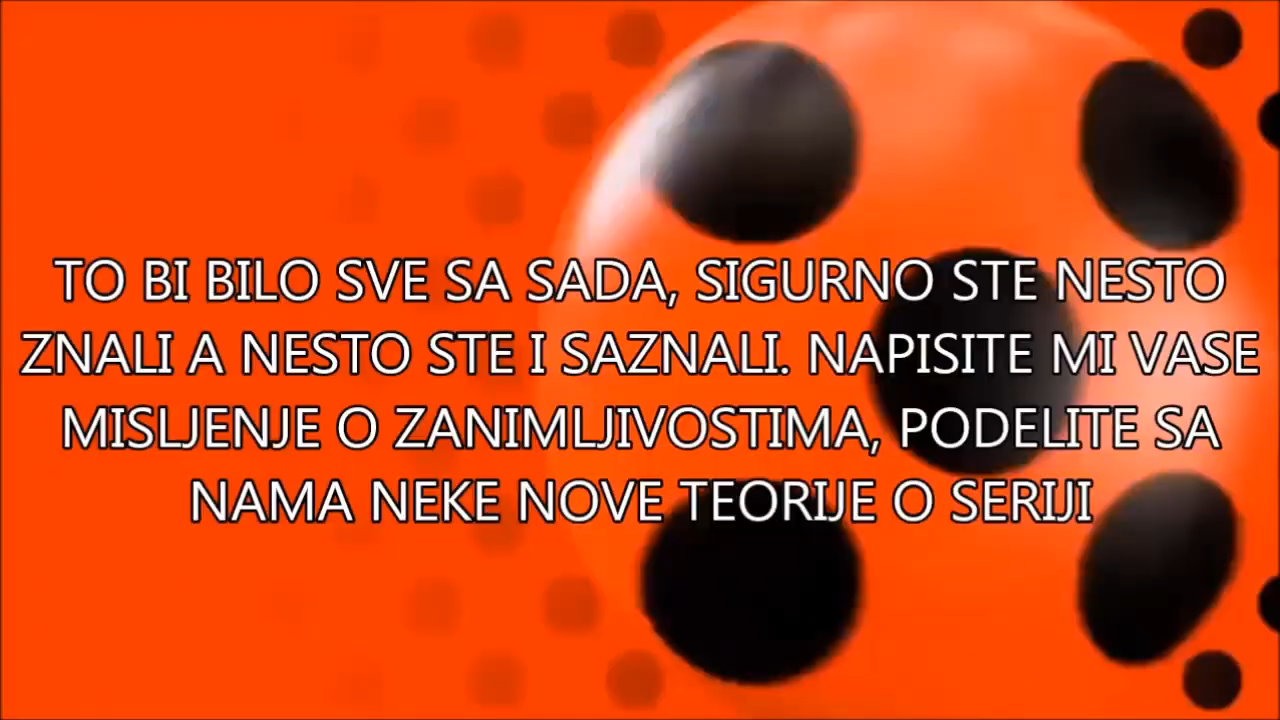 TO BI BILO SVE SA SADA, SIGURNO STE NESTO
ZNALI A NESTO STE I SAZNALI. NAPISITE MI VASE
MISLJENJE O ZANIMLJIVOSTIMA, PODELITE SA
NAMA NEKE NOVE TEORIJE O SERIJI